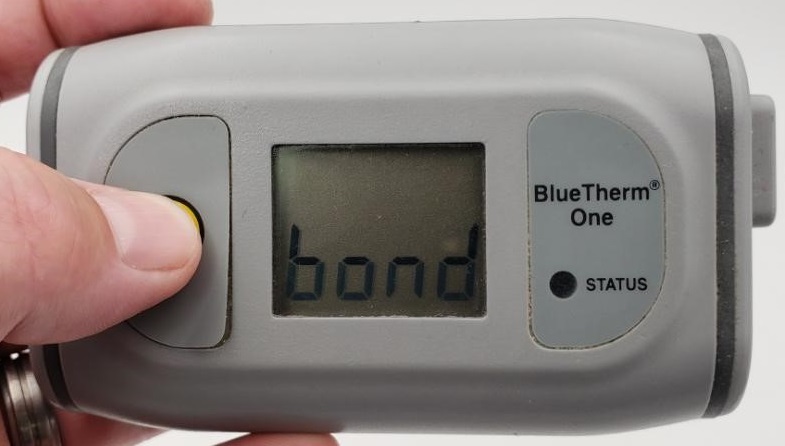 bond
BlueTherm®
One
STATUS